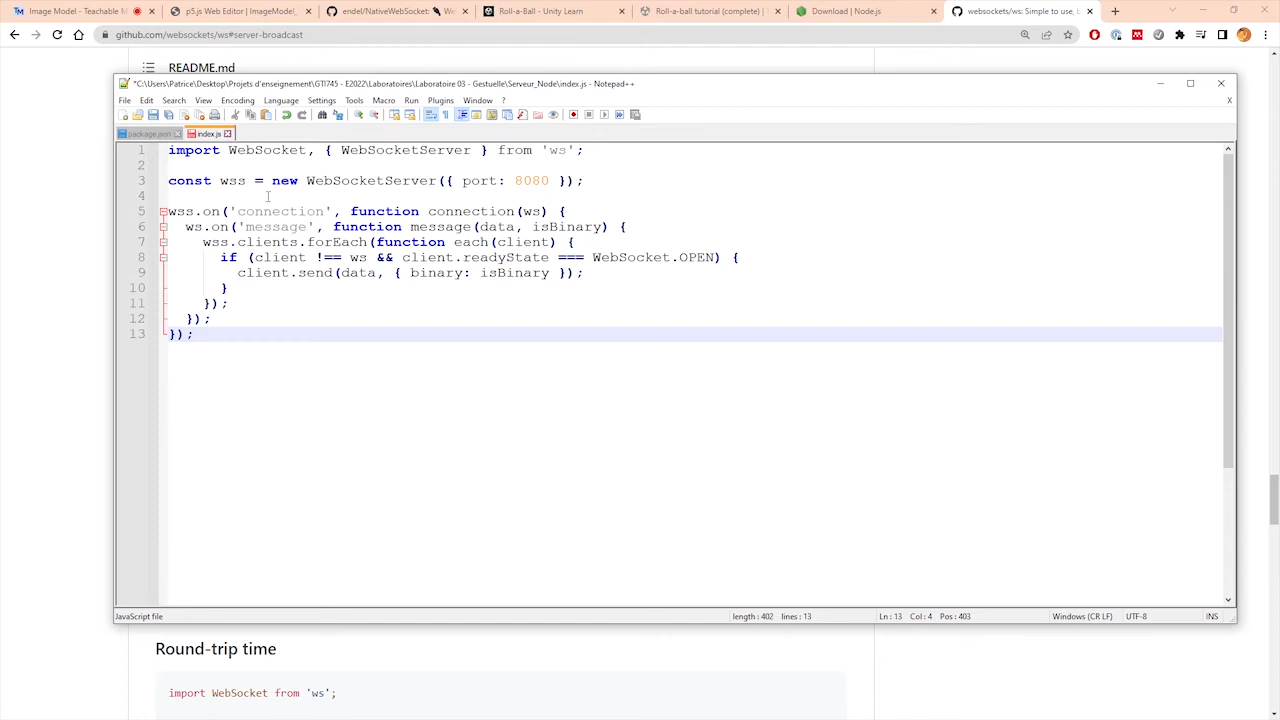 Image Model - Teachable M
p5.js Web Editor | ImageModel_
endel/NativeWebSocket:
Roll-a-Ball - Unity Learn
Roll-a-ball tutorial (complete) |
Download | Node.js
websockets/ws: Simple to use, b
github.com/websockets/ws#server-broadcast
README.md
*C:\Users\Patrice\Desktop\Projets d'enseignement\GTI745 - E2022\Laboratoires\Laboratoire 03 - Gestuelle\Serveur_Node\index.js - Notepad++
File Edit Search View Encoding Language Settings Tools Macro Run Plugins Window ? X
package.json index.js
1 import WebSocket, { WebSocketServer } from 'ws';
2
3 const wss = new WebSocketServer({ port: 8080 });
4
5 wss.on('connection', function connection(ws) {
6 ws.on('message', function message(data, isBinary) {
7 wss.clients.forEach(function each(client) {
8 if (client !== ws && client.readyState === WebSocket.OPEN) {
9 client.send(data, { binary: isBinary });
10 }
11 });
12 });
13 });
JavaScript file length : 402 lines : 13 Ln : 13 Col : 4 Pos : 403 Windows (CR LF) UTF-8 INS
Round-trip time
import WebSocket from 'ws';